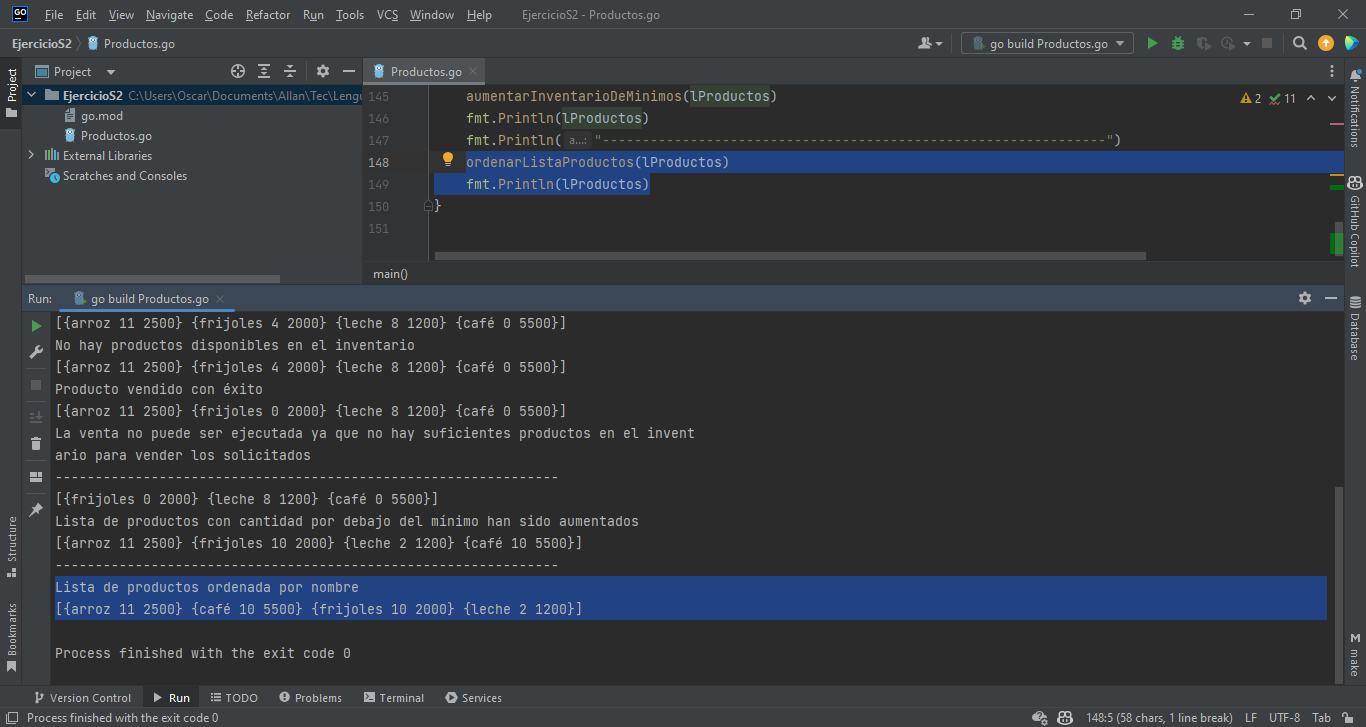 GO File Edit View Navigate Code Refactor Run Tools VCS Window Help EjercicioS2 - Productos.go
EjercicioS2 Productos.go go build Productos.go
Project Productos.go
EjercicioS2 C:\Users\Oscar\Documents\Allan\Tec\Lengu
go.mod
Productos.go
External Libraries
Scratches and Consoles
145 aumentarInventarioDeMinimos(lProductos)
146 fmt.Println(lProductos)
147 fmt.Println( a...: "---------------------------------------------------------------")
148 ordenarListaProductos(lProductos)
149 fmt.Println(lProductos)
150 }
151
2 11
main()
Run: go build Productos.go
[{arroz 11 2500} {frijoles 4 2000} {leche 8 1200} {café 0 5500}]
No hay productos disponibles en el inventario
[{arroz 11 2500} {frijoles 4 2000} {leche 8 1200} {café 0 5500}]
Producto vendido con éxito
[{arroz 11 2500} {frijoles 0 2000} {leche 8 1200} {café 0 5500}]
La venta no puede ser ejecutada ya que no hay suficientes productos en el invent
ario para vender los solicitados
---------------------------------------------------------------
[{frijoles 0 2000} {leche 8 1200} {café 0 5500}]
Lista de productos con cantidad por debajo del mínimo han sido aumentados
[{arroz 11 2500} {frijoles 10 2000} {leche 2 1200} {café 10 5500}]
---------------------------------------------------------------
Lista de productos ordenada por nombre
[{arroz 11 2500} {café 10 5500} {frijoles 10 2000} {leche 2 1200}]
Process finished with the exit code 0
Project
Structure
Bookmarks
Notifications
GitHub Copilot
Database
M make
Version Control Run TODO Problems Terminal Services
Process finished with the exit code 0 148:5 (58 chars, 1 line break) LF UTF-8 Tab